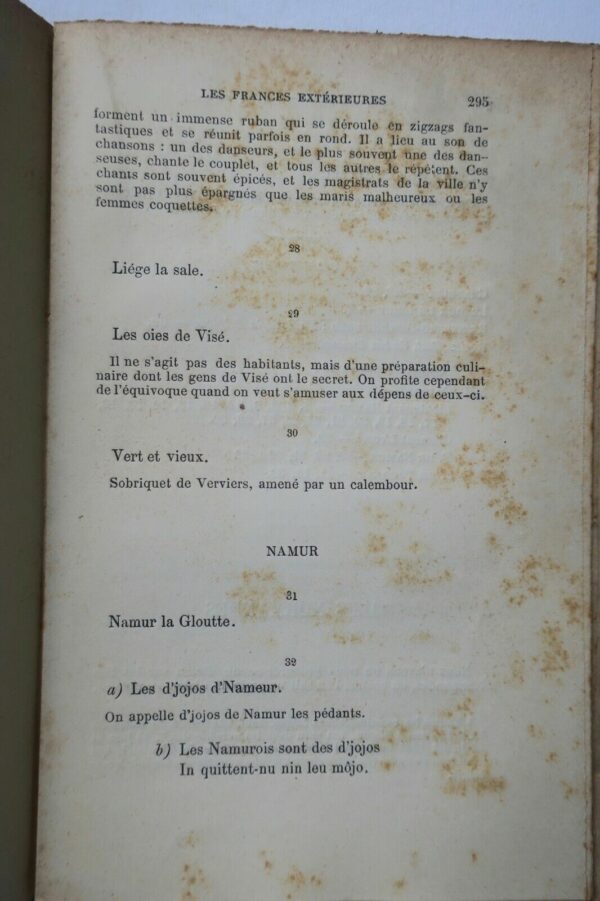 LES FRANCES EXTÉRIEURES 295
forment un immense ruban qui se déroule en zigzags fan-
tastiques et se réunit parfois en rond. Il a lieu au son de
chansons : un des danseurs, et le plus souvent une des dan-
seuses, chante le couplet, et tous les autres le répètent. Ces
chants sont souvent épicés, et les magistrats de la ville n'y
sont pas plus épargnés que les maris malheureux ou les
femmes coquettes.
28
Liége la sale.
29
Les oies de Visé.
Il ne s'agit pas des habitants, mais d'une préparation culi-
naire dont les gens de Visé ont le secret. On profite cependant
de l'équivoque quand on veut s'amuser aux dépens de ceux-ci.
30
Vert et vieux.
Sobriquet de Verviers, amené par un calembour.
NAMUR
31
Namur la Gloutte.
32
a) Les d'jojos d'Nameur.
On appelle d'jojos de Namur les pédants.
b) Les Namurois sont des d'jojos
In quittent-nu nin leu môjo.